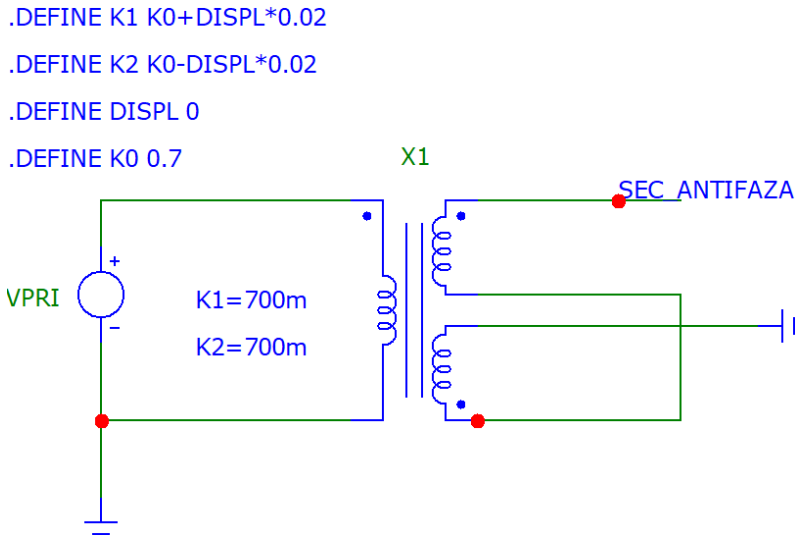 .DEFINE K1 K0+DISPL*0.02
.DEFINE K2 K0-DISPL*0.02
.DEFINE DISPL 0
.DEFINE K0 0.7
X1
SEC_ANTIFAZA
VPRI
K1=700m
K2=700m